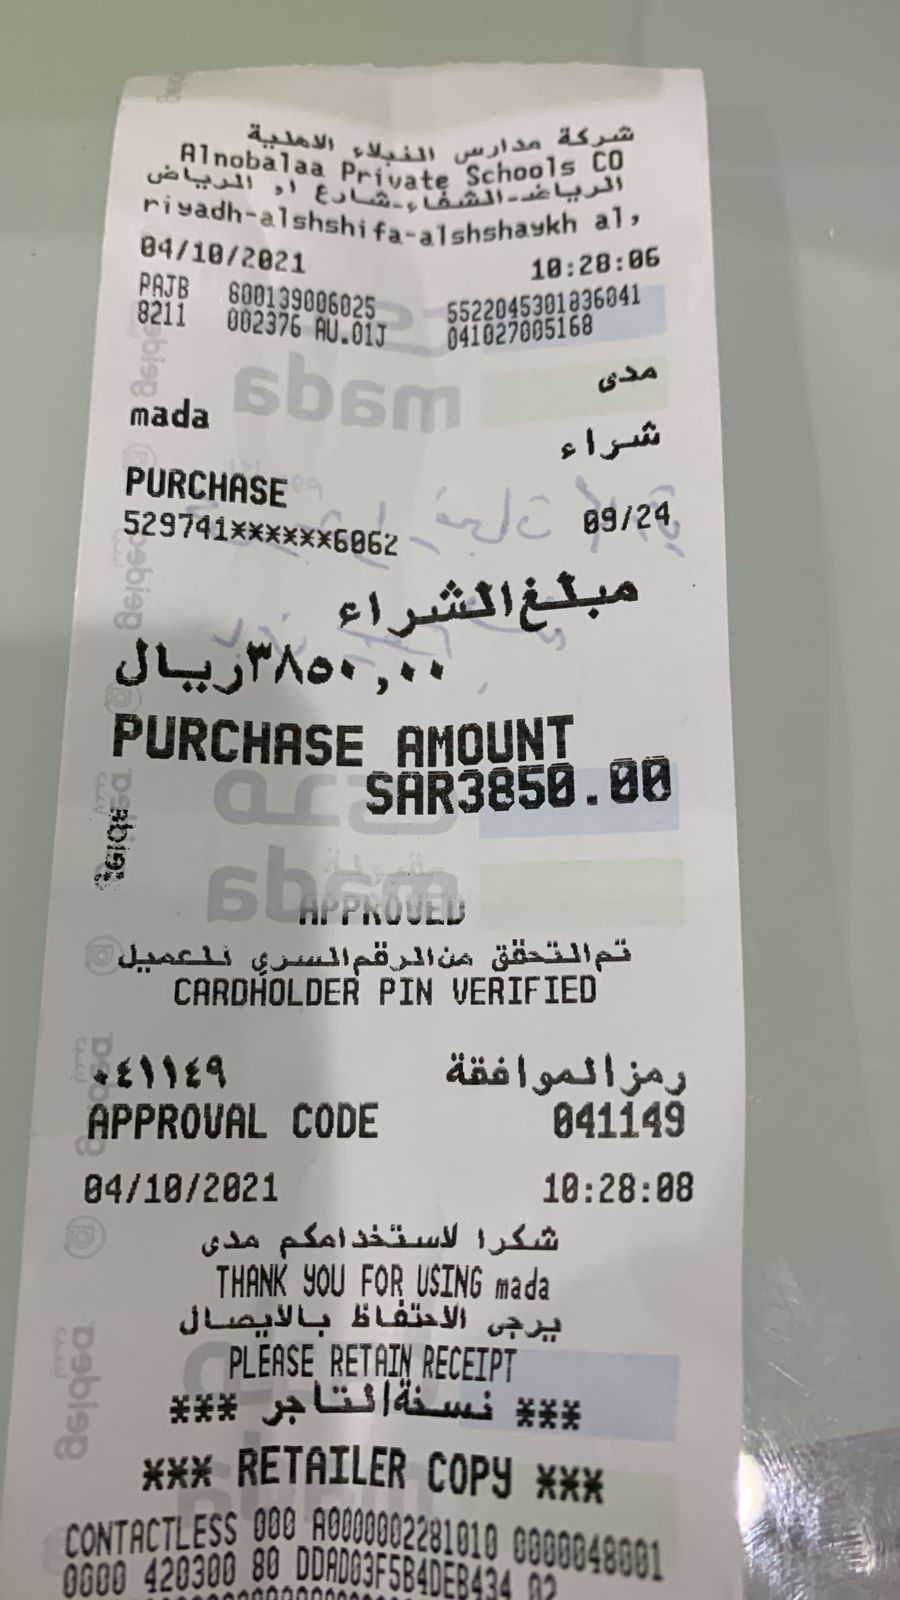 شركة مدارس النبلاء الاهلية
Alnobalaa Private Schools CO
الرياض-الشفاء-شارع ا, الرياض
riyadh-alshshifa-alshshaykh al,
04/10/2021 10:28:06
PAJB 600139006025 5522045301836041
8211 002376 AU.01J 041027005168
مدى
mada
شراء
PURCHASE
529741******6062 09/24
مبلغ الشراء
٣٨٥٠,٠٠ريال
PURCHASE AMOUNT
SAR3850.00
geidea
APPROVED
تم التحقق من الرقم السري للعميل
CARDHOLDER PIN VERIFIED
رمز الموافقة ٠٤١١٤٩
APPROVAL CODE 041149
04/10/2021 10:28:08
شكرا لاستخدامكم مدى
THANK YOU FOR USING mada
يرجى الاحتفاظ بالايصال
PLEASE RETAIN RECEIPT
*** نسخة التاجر ***
*** RETAILER COPY ***
CONTACTLESS 000 A0000002281010 0000048001
0000 420300 80 DDAD03F5B4DEB434 02